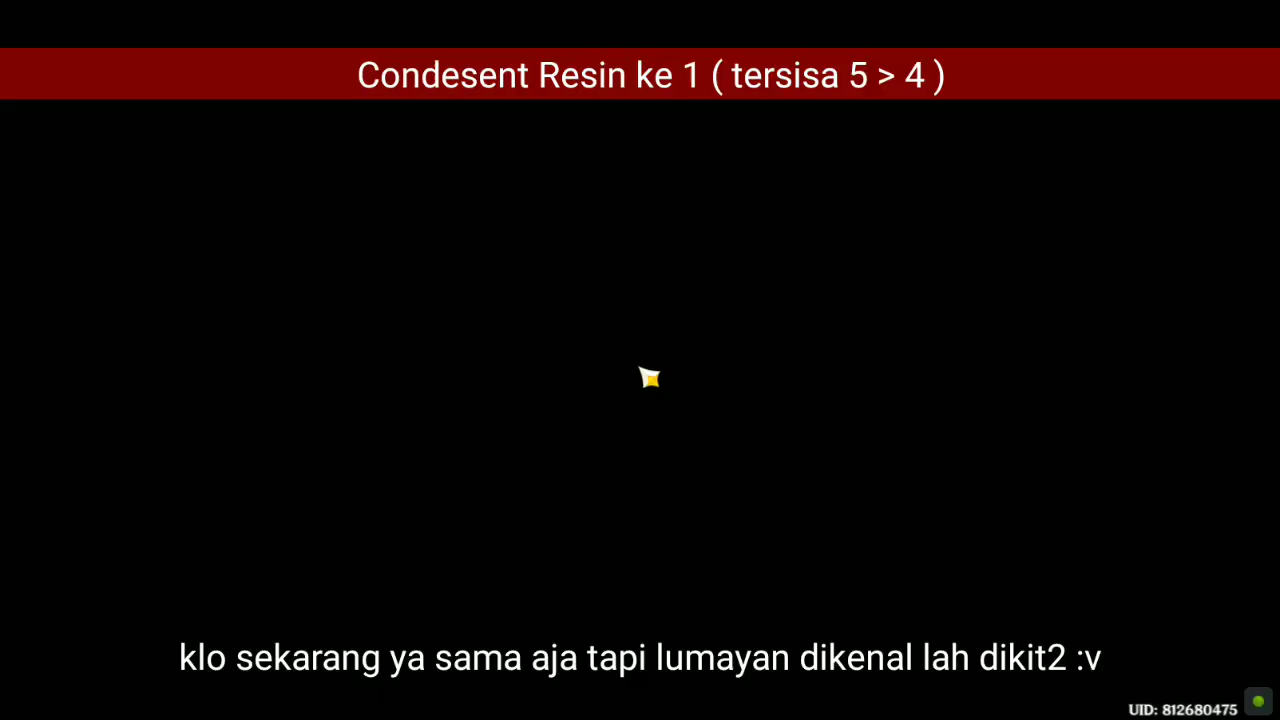 Condesent Resin ke 1 ( tersisa 5 > 4 )
klo sekarang ya sama aja tapi lumayan dikenal lah dikit2 :v
UID: 812680475